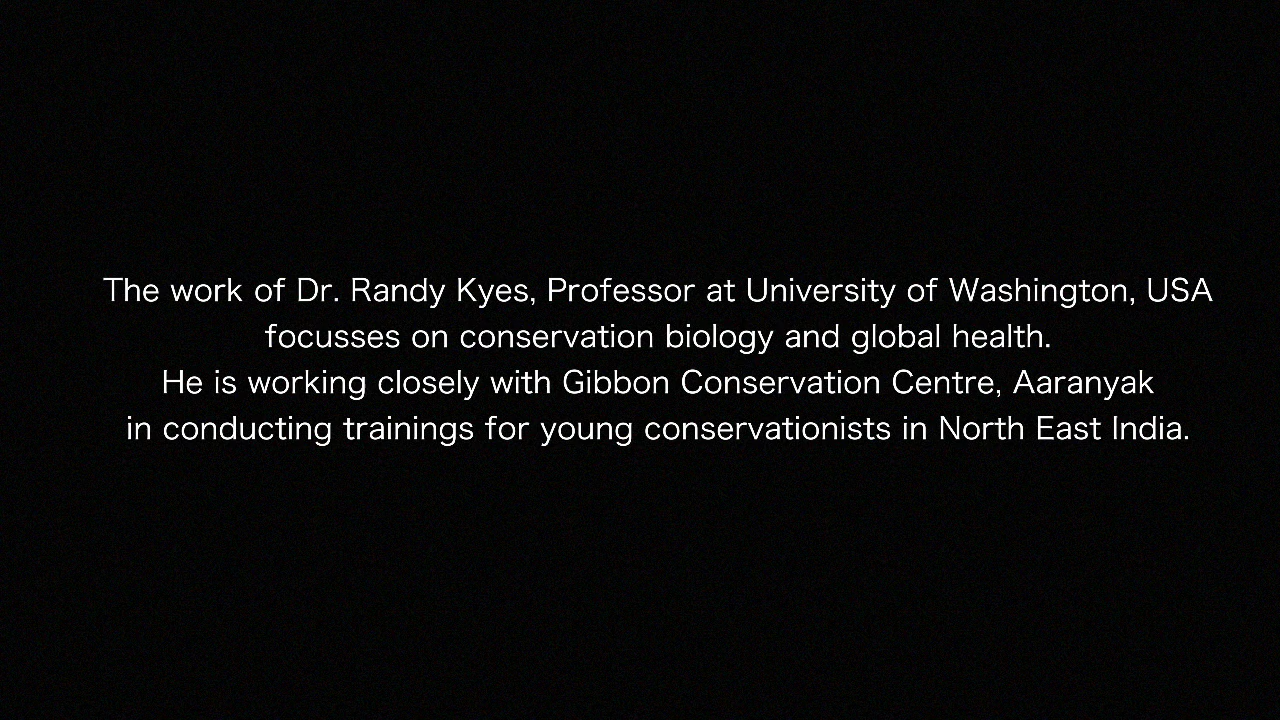 The work of Dr. Randy Kyes, Professor at University of Washington, USA
focusses on conservation biology and global health.
He is working closely with Gibbon Conservation Centre, Aaranyak
in conducting trainings for young conservationists in North East India.